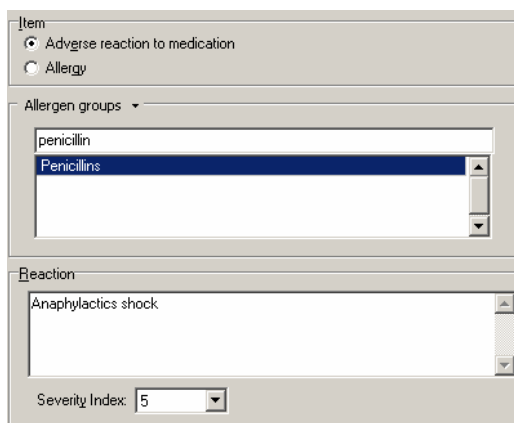 Item
Adverse reaction to medication
Allergy
Allergen groups
penicillin
Penicillins
Reaction
Anaphylactics shock
Severity Index: 5